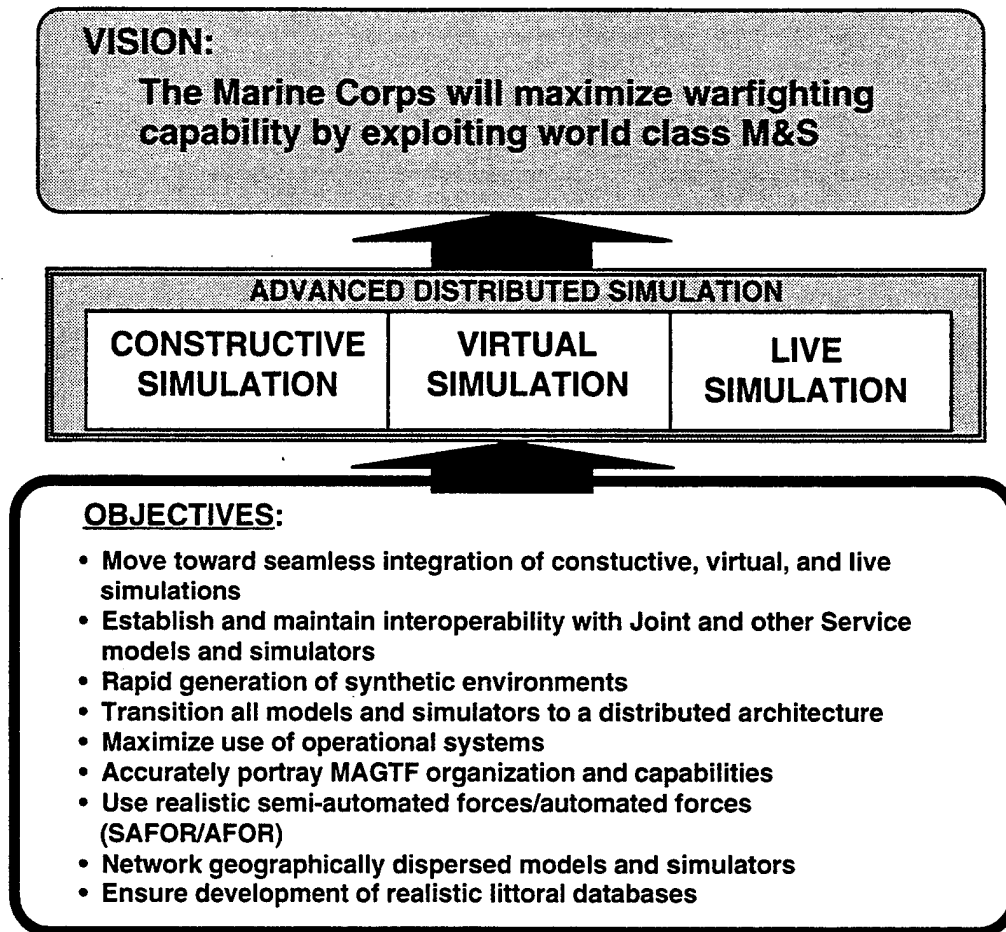 VISION:
The Marine Corps will maximize warfighting
capability by exploiting world class M&S
ADVANCED DISTRIBUTED SIMULATION
CONSTRUCTIVE
SIMULATION
VIRTUAL
SIMULATION
LIVE
SIMULATION
OBJECTIVES:
• Move toward seamless integration of constuctive, virtual, and live
simulations
• Establish and maintain interoperability with Joint and other Service
models and simulators
• Rapid generation of synthetic environments
• Transition all models and simulators to a distributed architecture
• Maximize use of operational systems
• Accurately portray MAGTF organization and capabilities
• Use realistic semi-automated forces/automated forces
(SAFOR/AFOR)
• Network geographically dispersed models and simulators
• Ensure development of realistic littoral databases